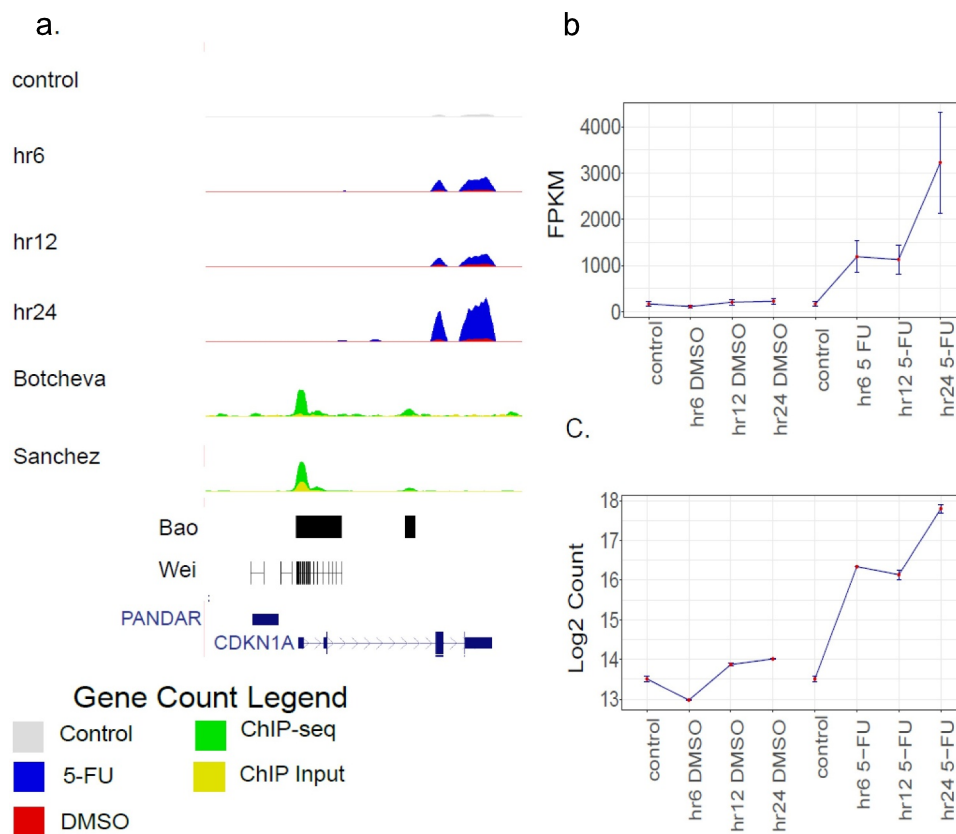 a.
control
hr6
hr12
hr24
Botcheva
Sanchez
Bao
Wei
:
PANDAR
CDKN1A
Gene Count Legend
Control
ChIP-seq
5-FU
ChIP Input
DMSO
b
FPKM
4000
3000
2000
1000
0
control
hr6 DMSO
hr12 DMSO
hr24 DMSO
control
hr6 5 FU
hr12 5-FU
hr24 5-FU
C.
Log2 Count
18
17
16
15
14
13
control
hr6 DMSO
hr12 DMSO
hr24 DMSO
control
hr6 5-FU
hr12 5-FU
hr24 5-FU